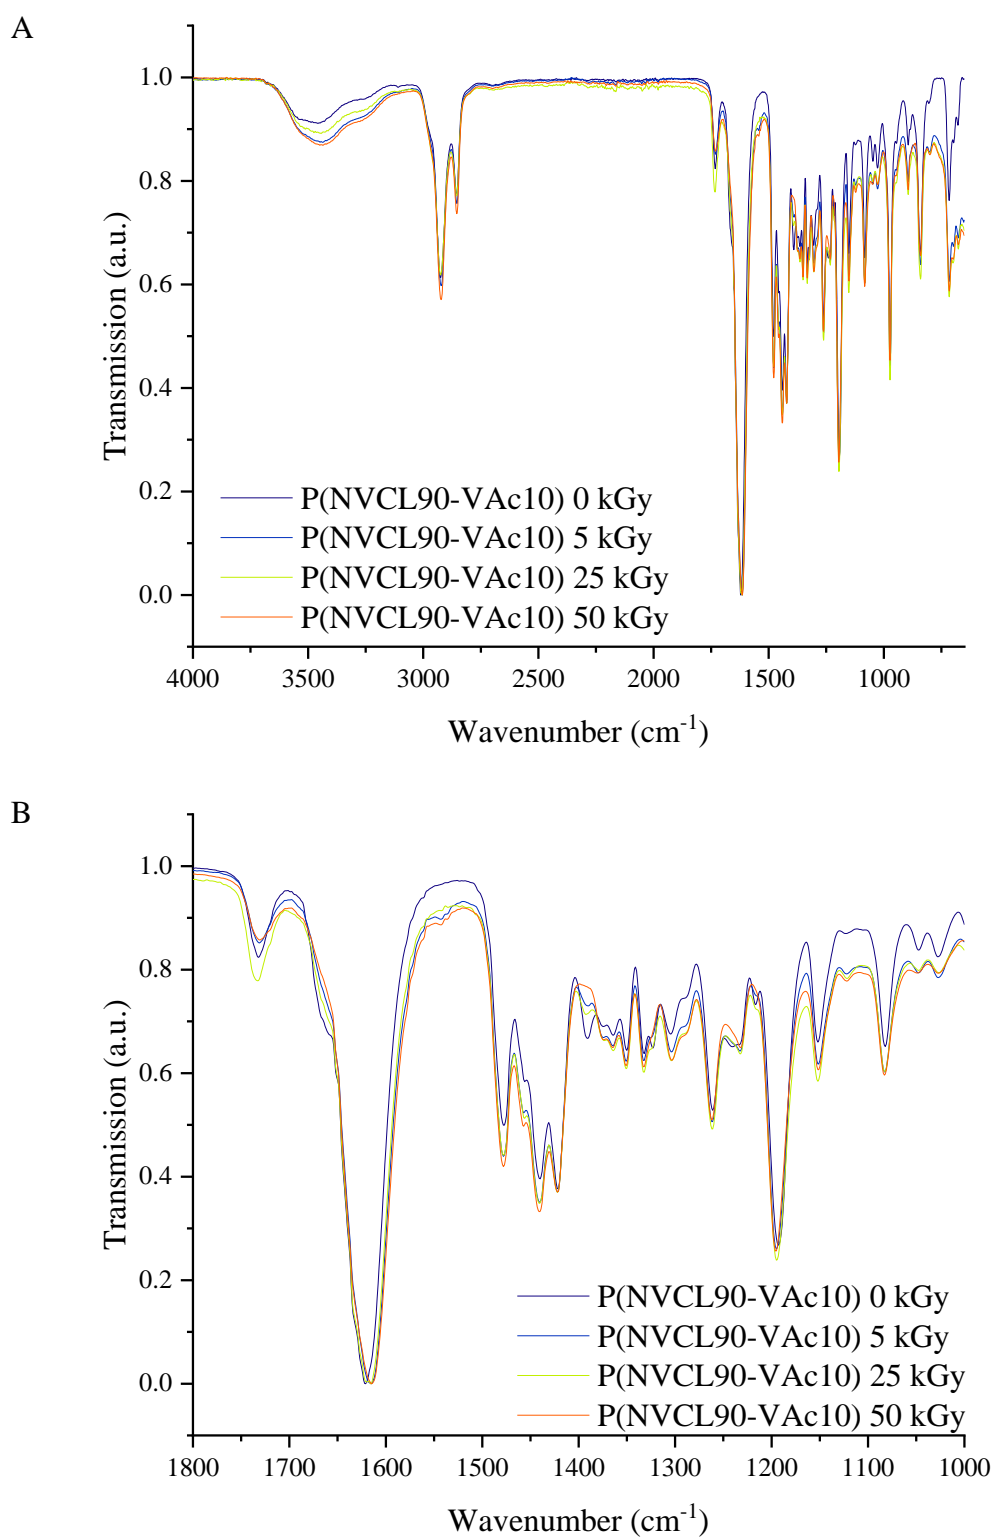 A
Transmission (a.u.)
1.0
0.8
0.6
0.4
0.2
0.0
P(NVCL90-VAc10) 0 kGy
P(NVCL90-VAc10) 5 kGy
P(NVCL90-VAc10) 25 kGy
P(NVCL90-VAc10) 50 kGy
4000 3500 3000 2500 2000 1500 1000
Wavenumber (cm⁻¹)
B
Transmission (a.u.)
1.0
0.8
0.6
0.4
0.2
0.0
P(NVCL90-VAc10) 0 kGy
P(NVCL90-VAc10) 5 kGy
P(NVCL90-VAc10) 25 kGy
P(NVCL90-VAc10) 50 kGy
1800 1700 1600 1500 1400 1300 1200 1100 1000
Wavenumber (cm⁻¹)